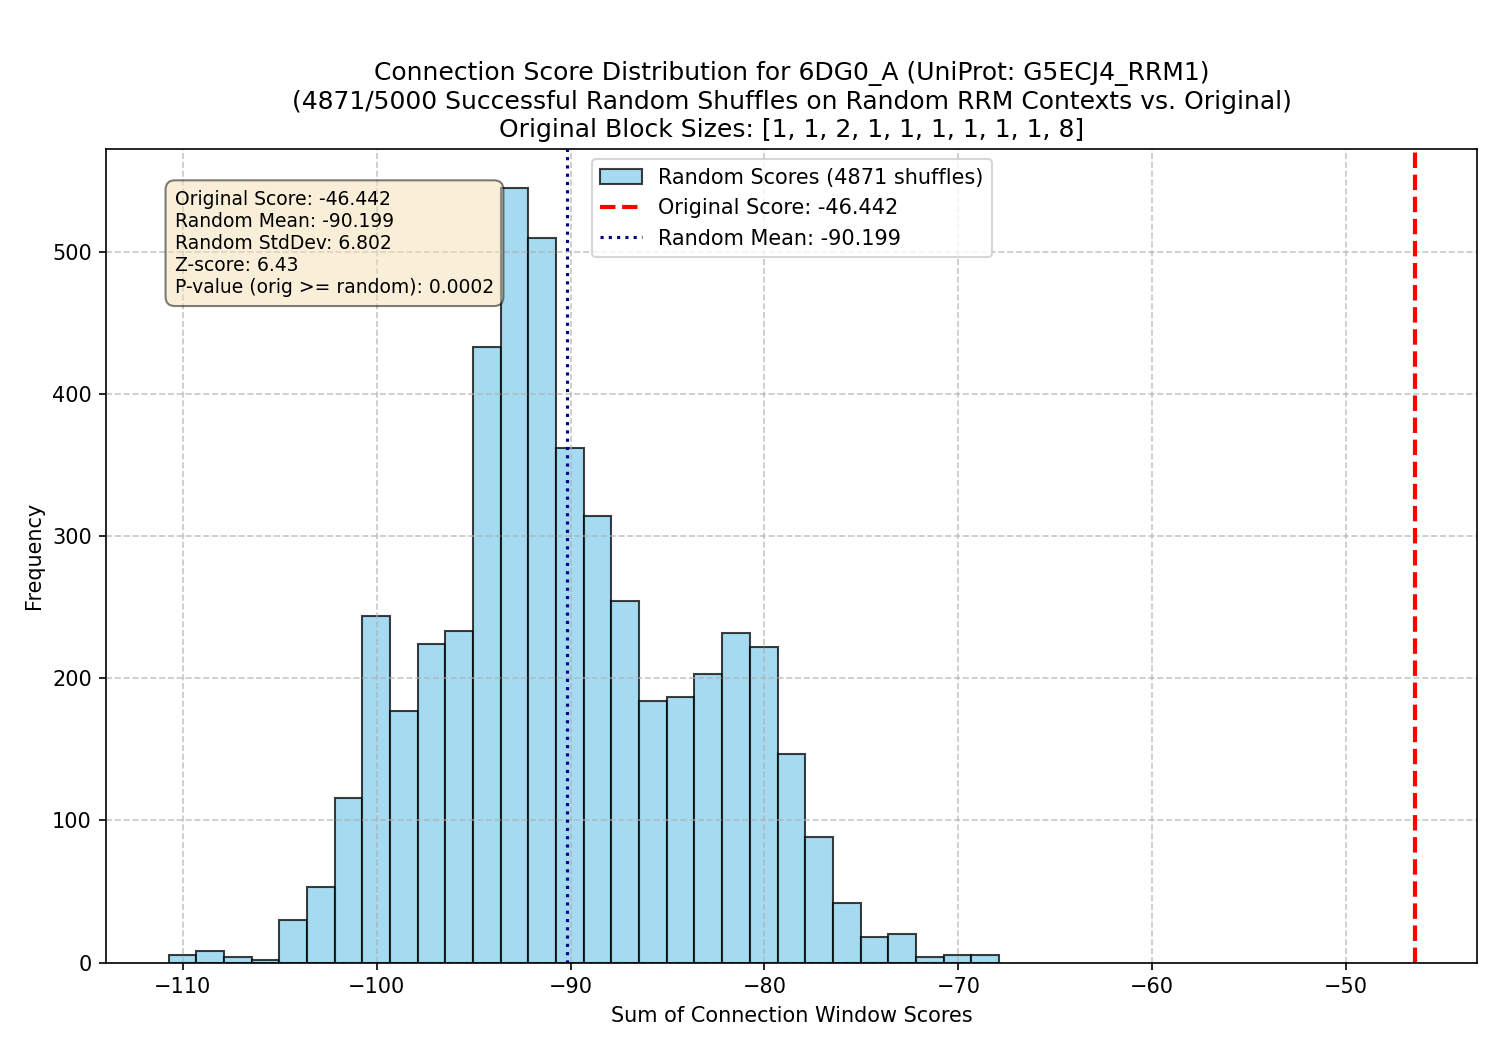 Connection Score Distribution for 6DG0_A (UniProt: G5ECJ4_RRM1)
(4871/5000 Successful Random Shuffles on Random RRM Contexts vs. Original)
Original Block Sizes: [1, 1, 2, 1, 1, 1, 1, 1, 1, 8]
Original Score: -46.442
Random Mean: -90.199
Random StdDev: 6.802
Z-score: 6.43
P-value (orig >= random): 0.0002
Random Scores (4871 shuffles)
Original Score: -46.442
Random Mean: -90.199
Frequency
500
400
300
200
100
0
−110 −100 −90 −80 −70 −60 −50
Sum of Connection Window Scores